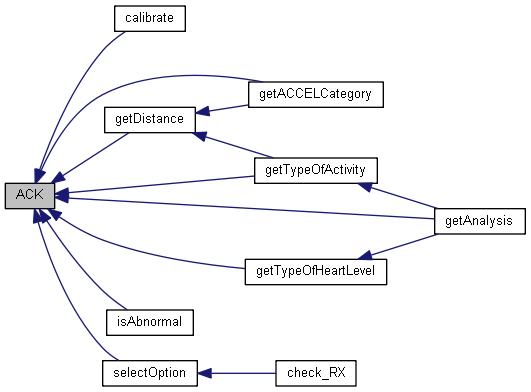 calibrate
getACCELCategory
getDistance
getTypeOfActivity
ACK
getAnalysis
getTypeOfHeartLevel
isAbnormal
selectOption
check_RX